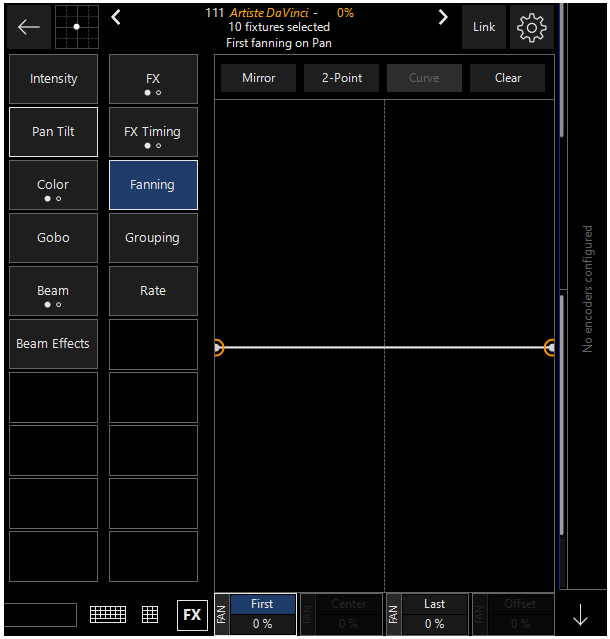 111 Artiste DaVinci - 0%
10 fixtures selected
First fanning on Pan
Link
Intensity
FX
Mirror
2-Point
Curve
Clear
Pan Tilt
FX Timing
Color
Fanning
Gobo
Grouping
Beam
Rate
Beam Effects
No encoders configured
FX
FAN
First
0 %
FAN
Center
0 %
FAN
Last
0 %
FAN
Offset
0 %